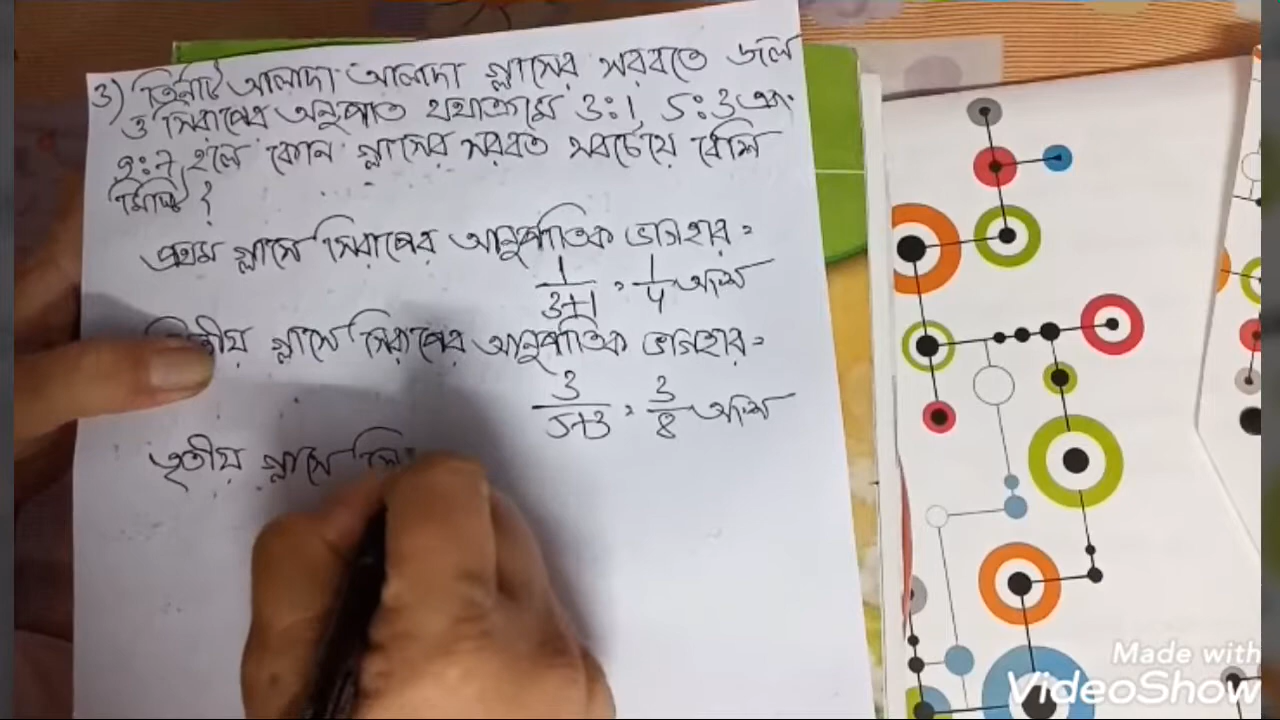 3) তিনটি আলাদা আলাদা গ্লাসের সরবতে জল
ও সিরাপের অনুপাত যথাক্রমে 3:1, 5:3 এবং
9:7 হলে কোন গ্লাসের সরবত সবচেয়ে বেশি
মিষ্টি ?
প্রথম গ্লাসে সিরাপের আনুপাতিক ভাগহার =
1/3+1 = 1/4 অংশ
দ্বিতীয় গ্লাসে সিরাপের আনুপাতিক ভাগহার =
3/5+3 = 3/8 অংশ
তৃতীয় গ্লাসে
Made with
VideoShow